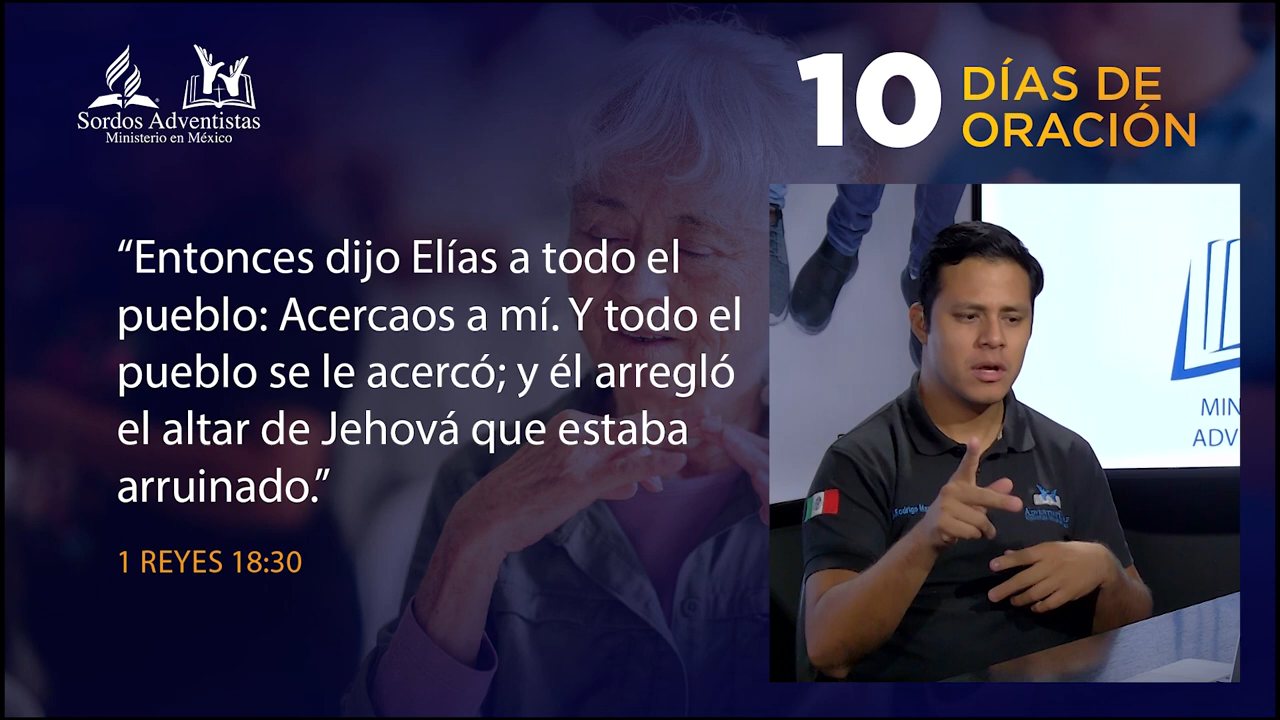 Sordos Adventistas
Ministerio en México
10 DÍAS DE
ORACIÓN
“Entonces dijo Elías a todo el
pueblo: Acercaos a mí. Y todo el
pueblo se le acercó; y él arregló
el altar de Jehová que estaba
arruinado.”
1 REYES 18:30
MIN
ADV